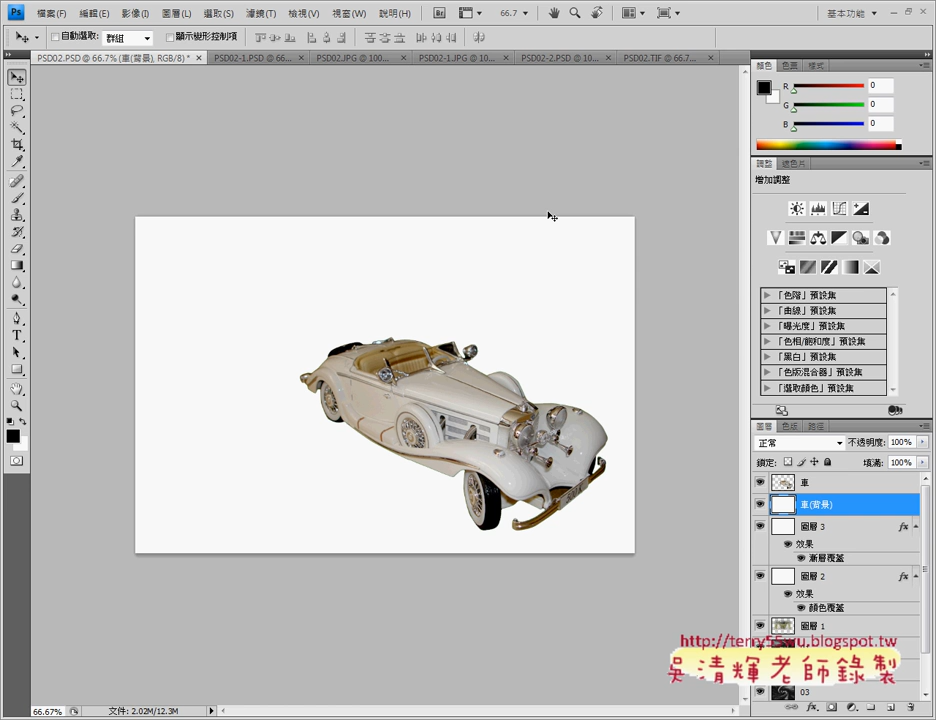 Ps 檔案(F) 編輯(E) 影像(I) 圖層(L) 選取(S) 濾鏡(T) 檢視(V) 視窗(W) 說明(H) Br 66.7 基本功能
自動選取: 群組 顯示變形控制項
PSD02.PSD @ 66.7% (車(背景), RGB/8) * PSD02-1.PSD @ 66... PSD02.JPG @ 100... PSD02-1.JPG @ 10... PSD02-2.PSD @ 10... PSD02.TIF @ 66.7...
顏色 色票 樣式
R 0
G 0
B 0
調整 遮色片
增加調整
「色階」預設集
「曲線」預設集
「曝光度」預設集
「色相/飽和度」預設集
「黑白」預設集
「色版混合器」預設集
「選取顏色」預設集
圖層 色版 路徑
正常 不透明度: 100%
鎖定: 填滿: 100%
車
車(背景)
圖層 3 fx
效果
漸層覆蓋
圖層 2 fx
效果
顏色覆蓋
圖層 1
http://terry55wu.blogspot.tw
吳清輝老師錄製
03
66.67% 文件: 2.02M/12.3M